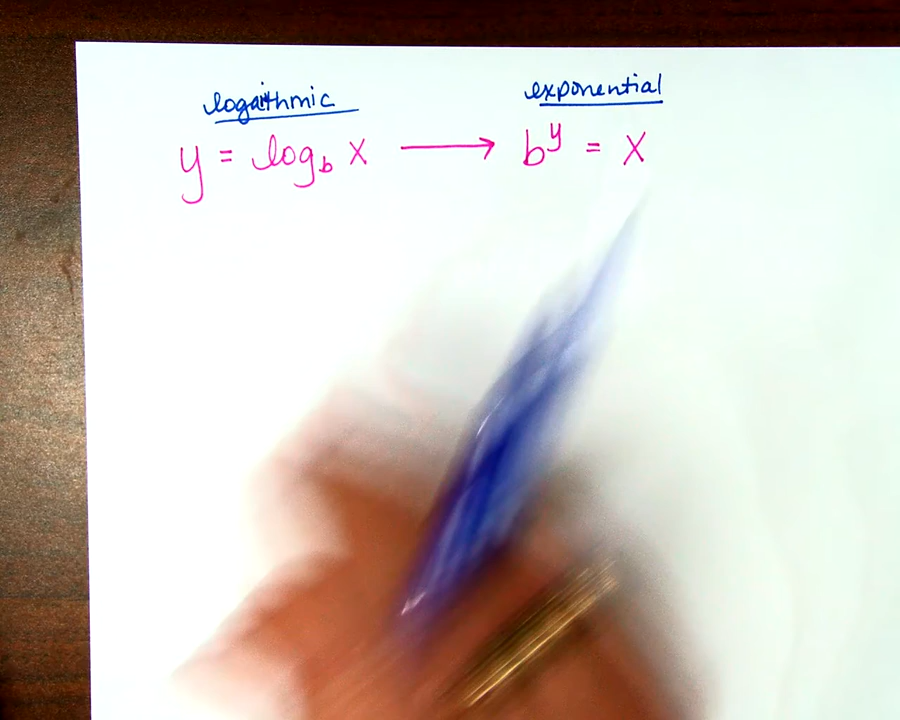 logarithmic exponential
y = log_b x ⟶ b^y = x